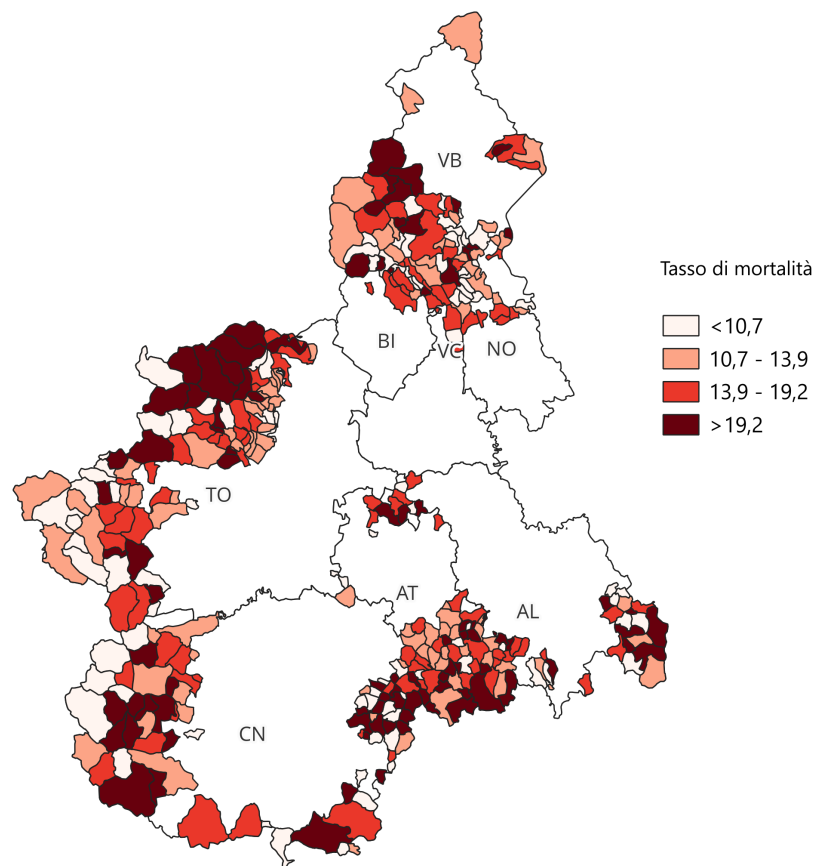 VB
Tasso di mortalità
<10,7
10,7 - 13,9
13,9 - 19,2
>19,2
BI
VC
NO
TO
AT
AL
CN